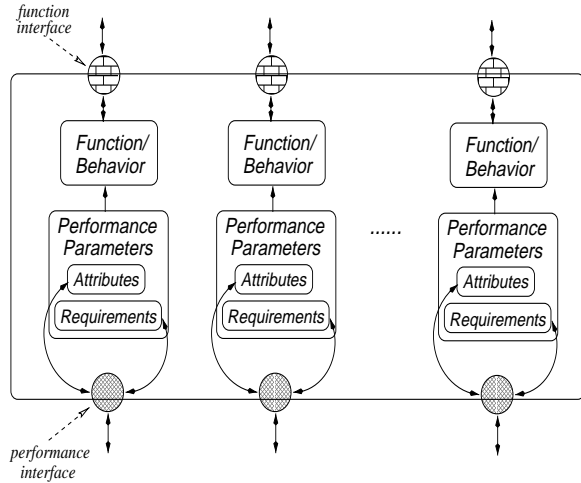 function
interface
Function/
Behavior
Function/
Behavior
Function/
Behavior
Performance
Parameters
Attributes
Requirements
Performance
Parameters
Attributes
Requirements
......
Performance
Parameters
Attributes
Requirements
performance
interface